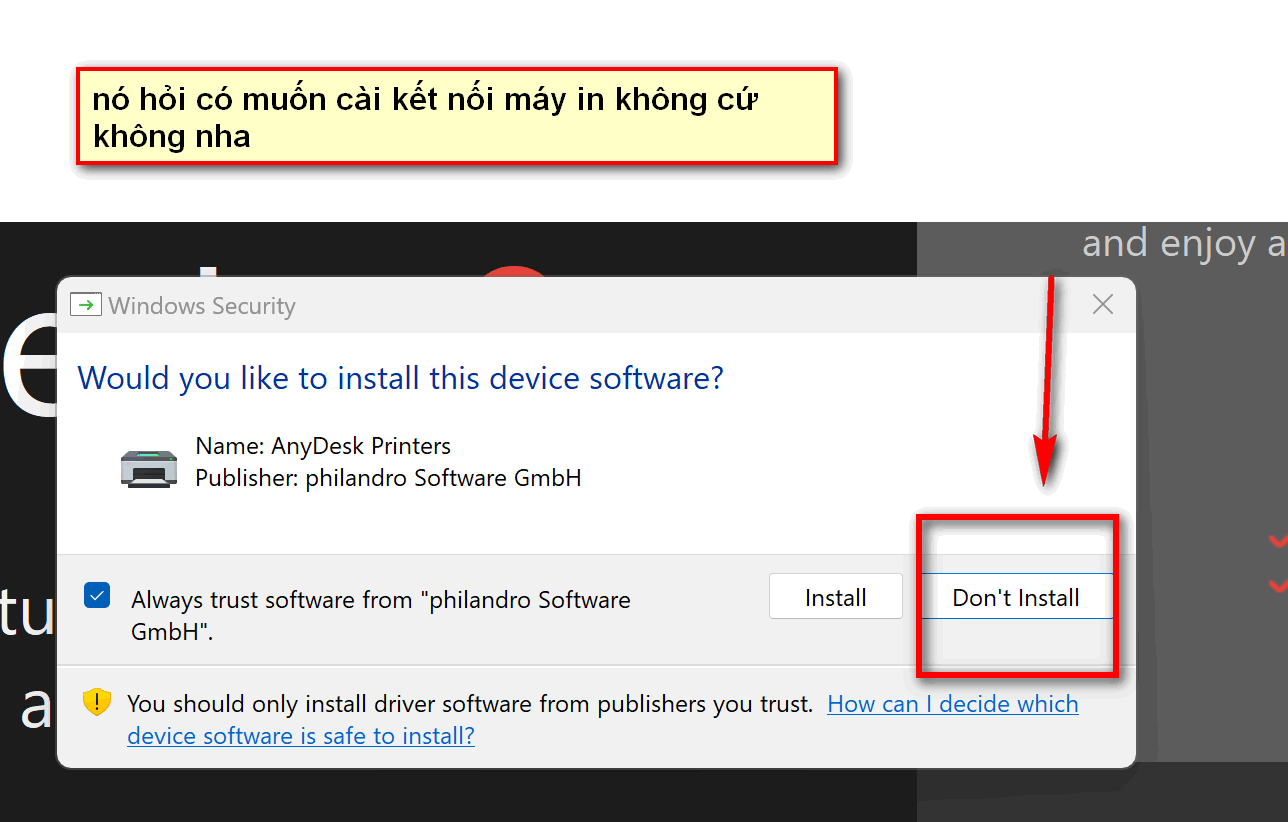 nó hỏi có muốn cài kết nối máy in không cứ
không nha
and enjoy a
Windows Security
Would you like to install this device software?
Name: AnyDesk Printers
Publisher: philandro Software GmbH
tu
Always trust software from "philandro Software
GmbH".
Install
Don't Install
a
You should only install driver software from publishers you trust. How can I decide which
device software is safe to install?